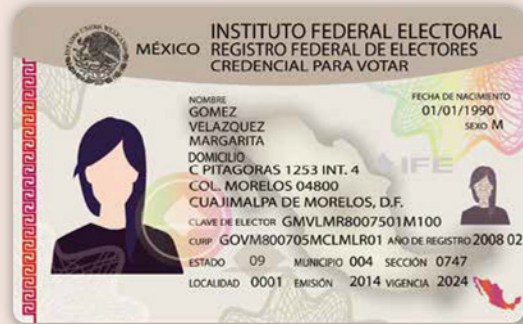 INSTITUTO FEDERAL ELECTORAL
MÉXICO REGISTRO FEDERAL DE ELECTORES
CREDENCIAL PARA VOTAR
NOMBRE
GOMEZ
VELAZQUEZ
MARGARITA
FECHA DE NACIMIENTO
01/01/1990
SEXO M
DOMICILIO
C PITAGORAS 1253 INT. 4
COL. MORELOS 04800
CUAJIMALPA DE MORELOS, D.F.
IFE
CLAVE DE ELECTOR GMVLMR8007501M100
CURP GOVM800705MCLMLR01 AÑO DE REGISTRO 2008 02
ESTADO 09 MUNICIPIO 004 SECCIÓN 0747
LOCALIDAD 0001 EMISIÓN 2014 VIGENCIA 2024